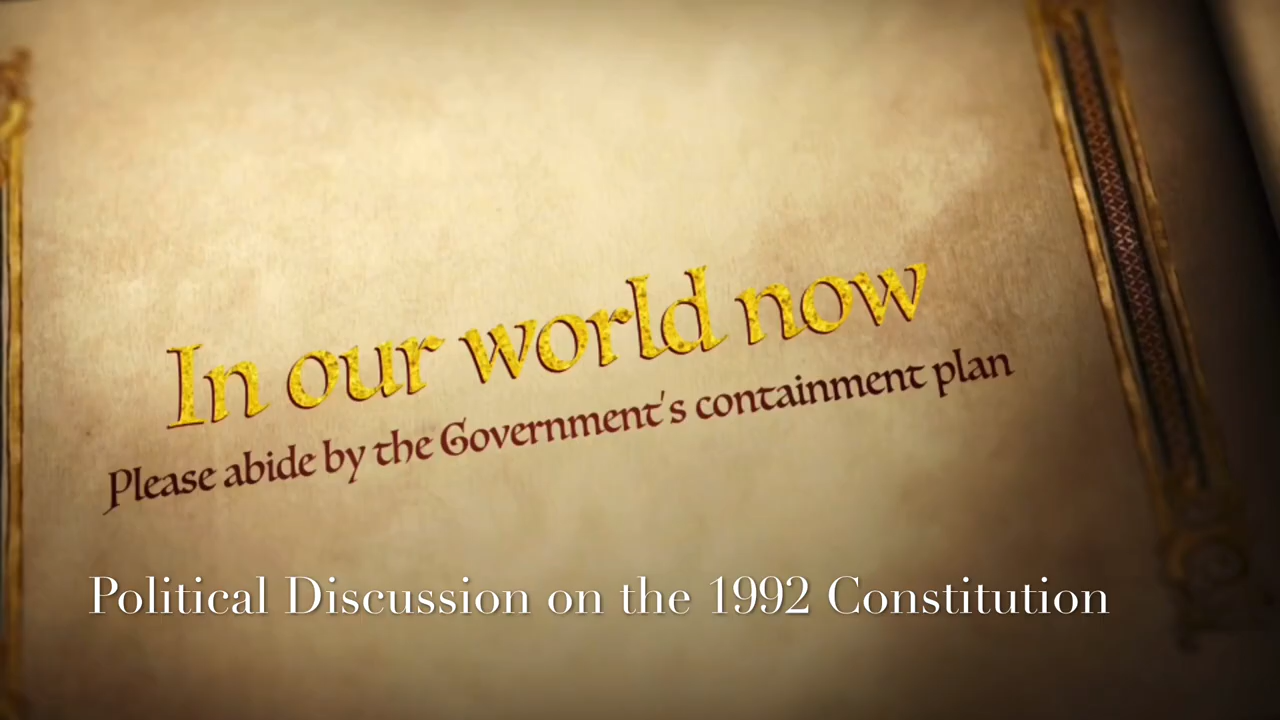 In our world now
Please abide by the Government's containment plan
Political Discussion on the 1992 Constitution